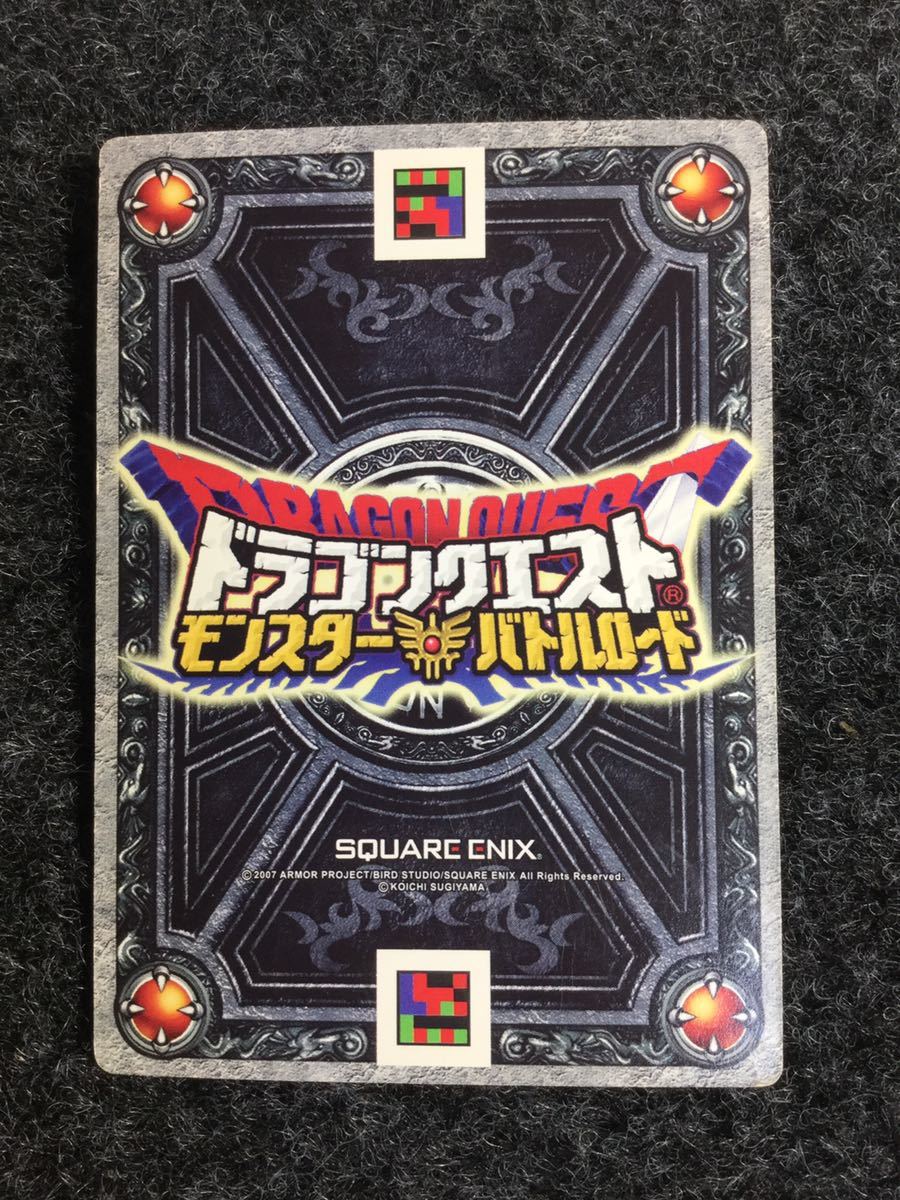 DRAGON QUEST
ドラゴンクエスト®
モンスターバトルロード
SQUARE ENIX®
©2007 ARMOR PROJECT/BIRD STUDIO/SQUARE ENIX All Rights Reserved.
©KOICHI SUGIYAMA